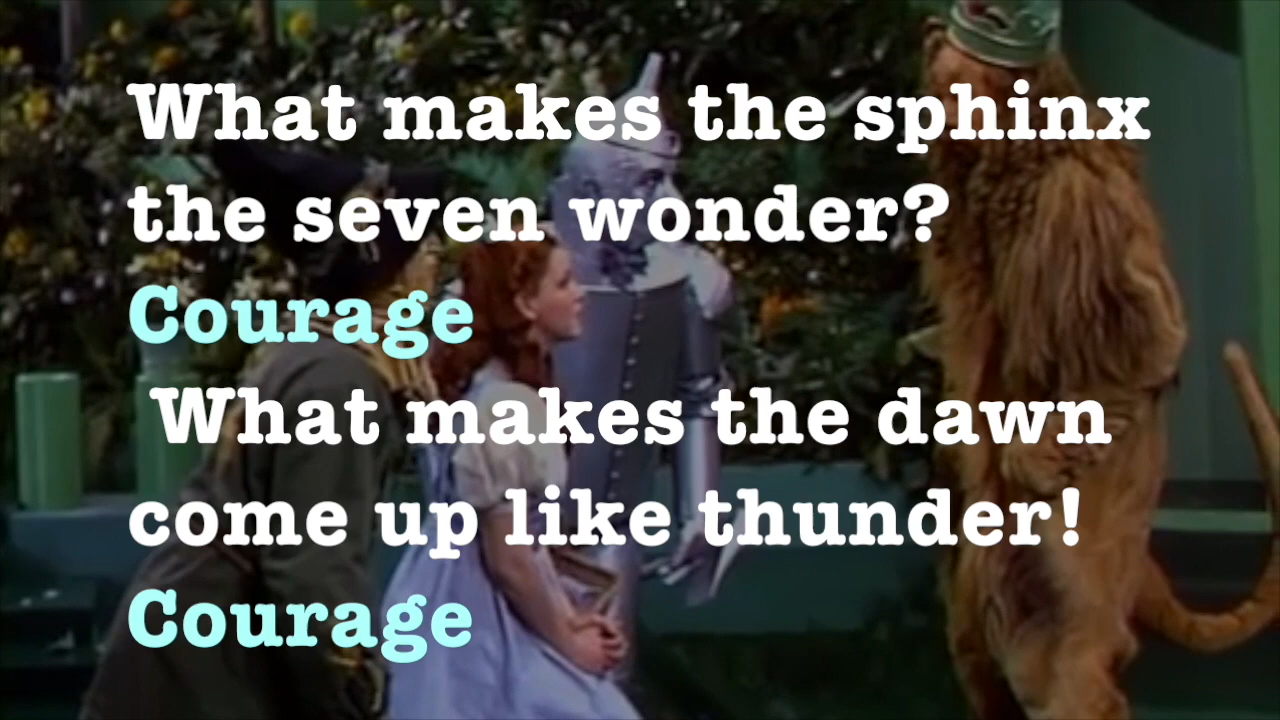 What makes the sphinx
the seven wonder?
Courage
What makes the dawn
come up like thunder!
Courage